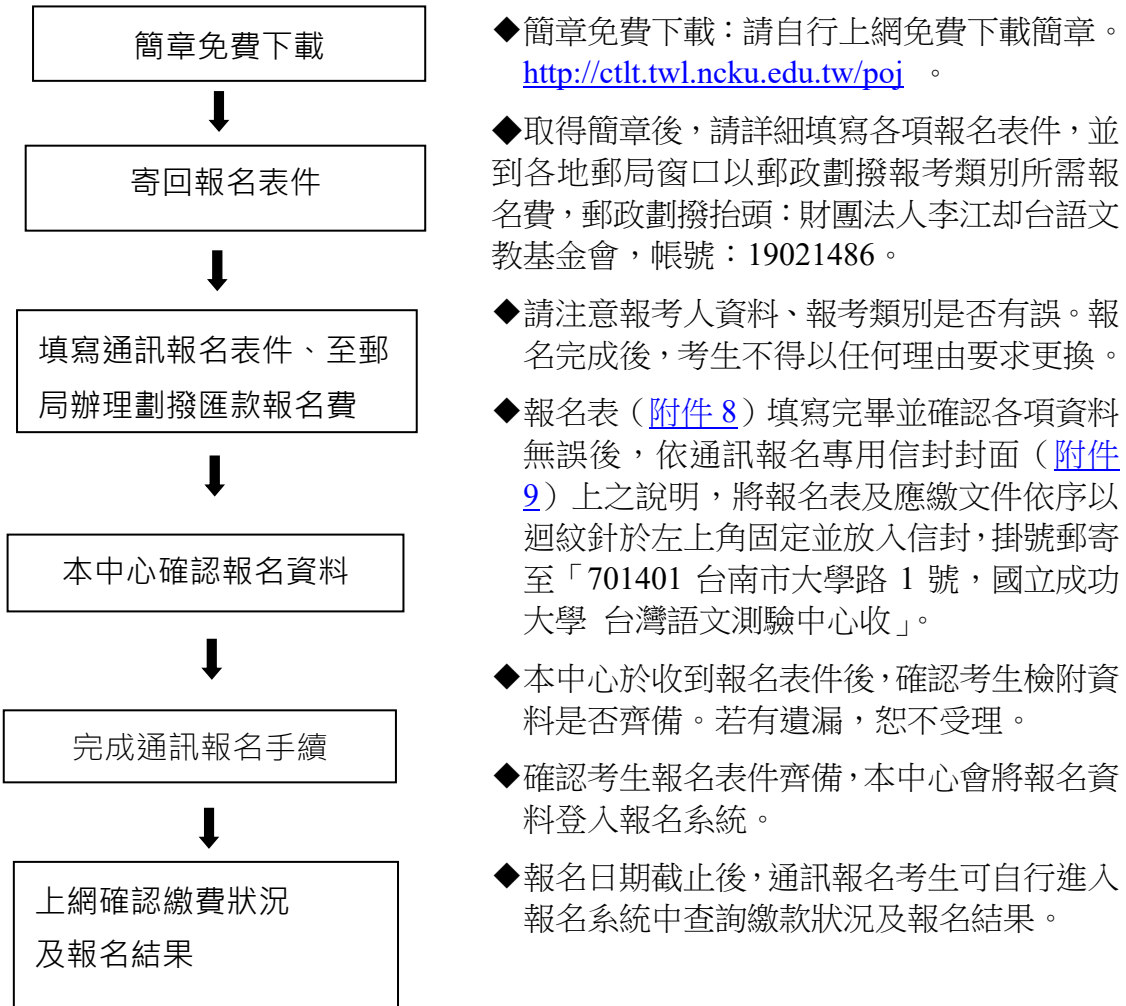 簡章免費下載
寄回報名表件
填寫通訊報名表件、至郵
局辦理劃撥匯款報名費
本中心確認報名資料
完成通訊報名手續
上網確認繳費狀況
及報名結果
◆簡章免費下載：請自行上網免費下載簡章。
http://ctlt.twl.ncku.edu.tw/poj 。
◆取得簡章後，請詳細填寫各項報名表件，並
到各地郵局窗口以郵政劃撥報考類別所需報
名費，郵政劃撥抬頭：財團法人李江却台語文
教基金會，帳號：19021486。
◆請注意報考人資料、報考類別是否有誤。報
名完成後，考生不得以任何理由要求更換。
◆報名表（附件 8）填寫完畢並確認各項資料
無誤後，依通訊報名專用信封封面（附件
9）上之說明，將報名表及應繳文件依序以
迴紋針於左上角固定並放入信封，掛號郵寄
至「701401 台南市大學路 1 號，國立成功
大學 台灣語文測驗中心收」。
◆本中心於收到報名表件後，確認考生檢附資
料是否齊備。若有遺漏，恕不受理。
◆確認考生報名表件齊備，本中心會將報名資
料登入報名系統。
◆報名日期截止後，通訊報名考生可自行進入
報名系統中查詢繳款狀況及報名結果。